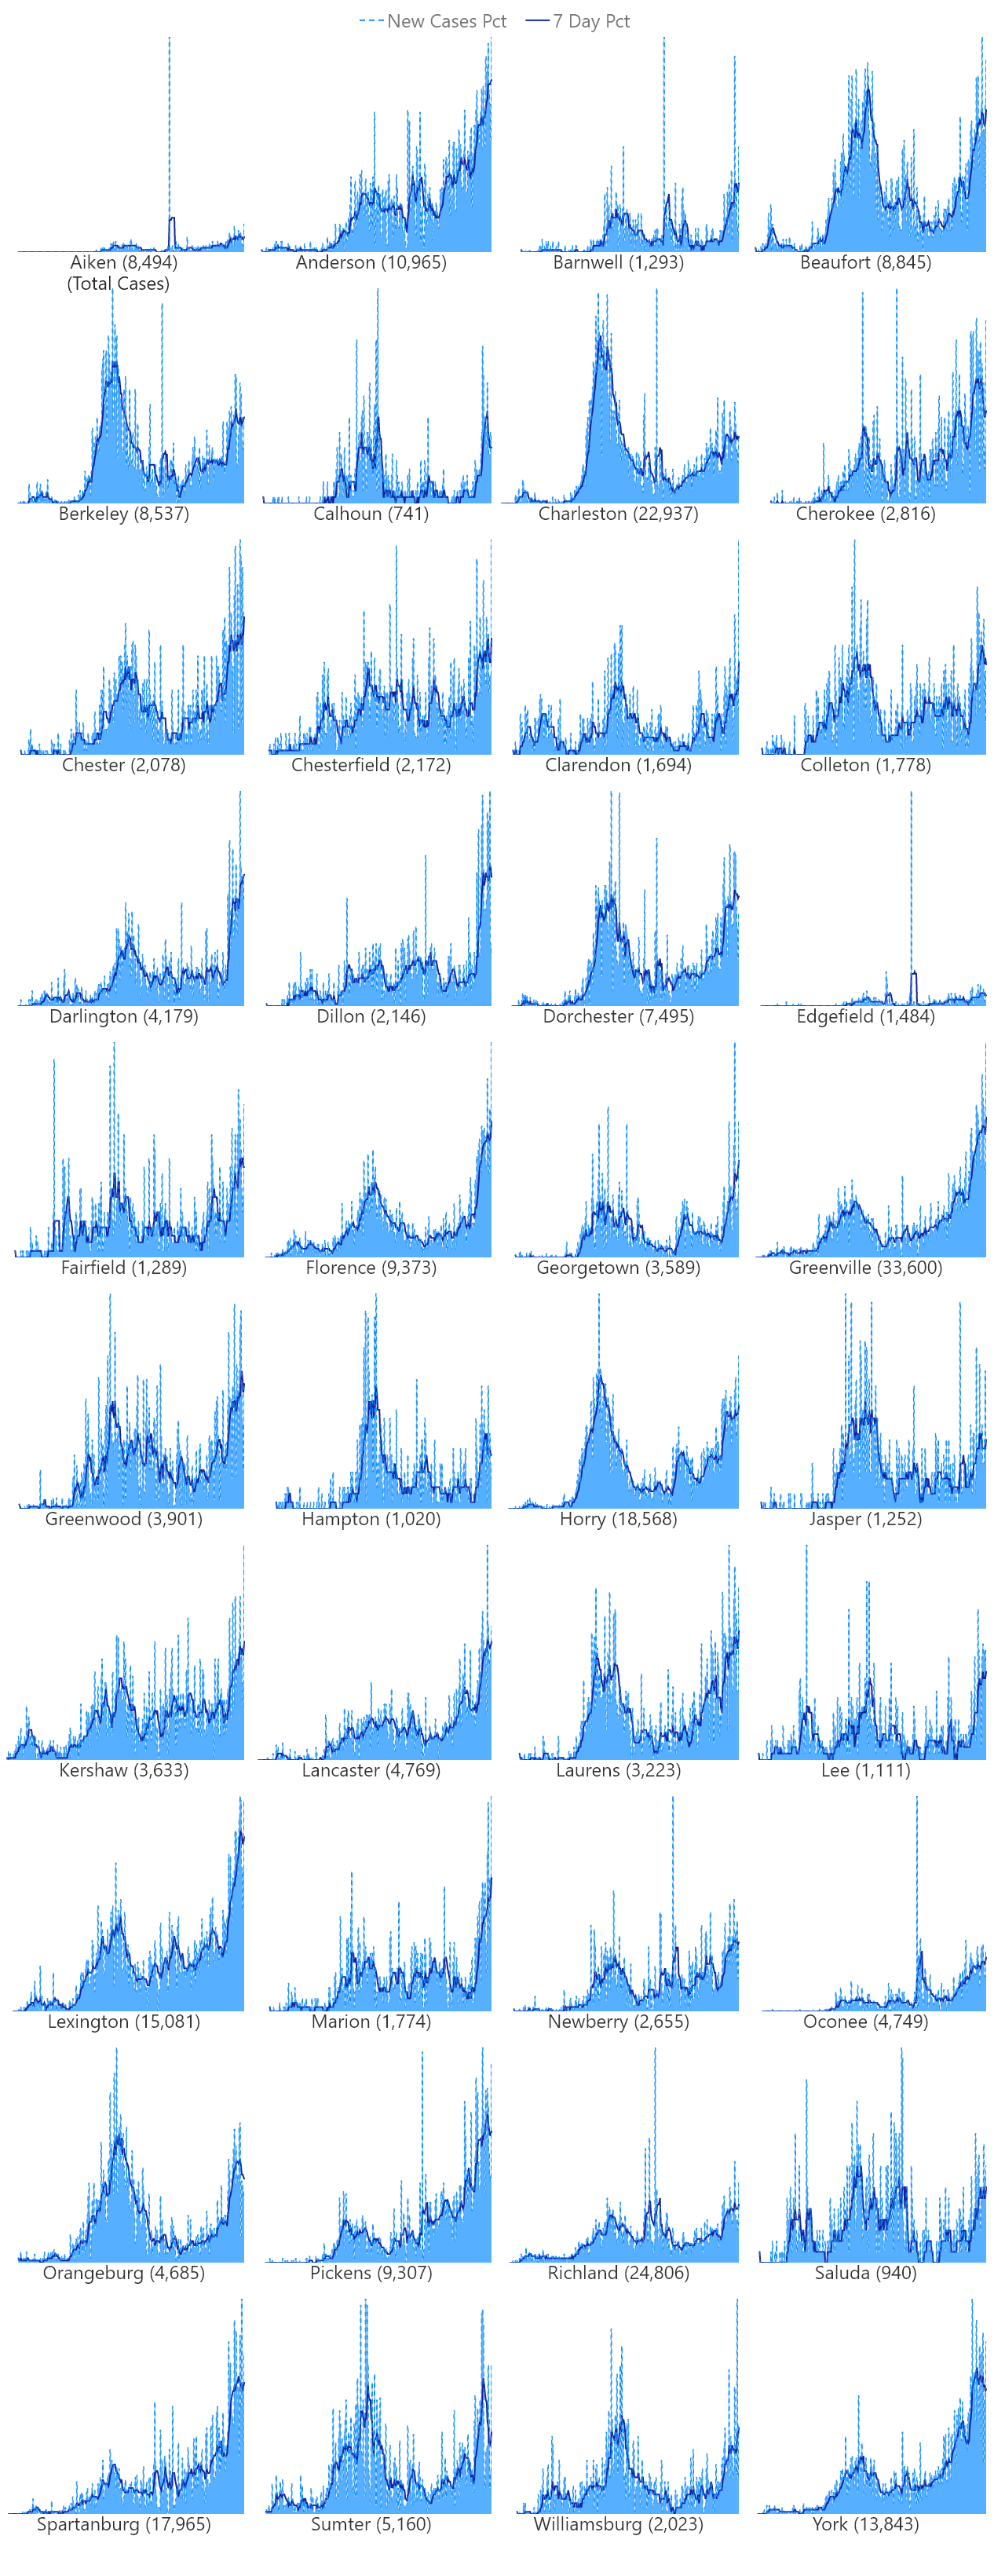 New Cases Pct 7 Day Pct
Aiken (8,494) Anderson (10,965) Barnwell (1,293) Beaufort (8,845)
(Total Cases)
Berkeley (8,537) Calhoun (741) Charleston (22,937) Cherokee (2,816)
Chester (2,078) Chesterfield (2,172) Clarendon (1,694) Colleton (1,778)
Darlington (4,179) Dillon (2,146) Dorchester (7,495) Edgefield (1,484)
Fairfield (1,289) Florence (9,373) Georgetown (3,589) Greenville (33,600)
Greenwood (3,901) Hampton (1,020) Horry (18,568) Jasper (1,252)
Kershaw (3,633) Lancaster (4,769) Laurens (3,223) Lee (1,111)
Lexington (15,081) Marion (1,774) Newberry (2,655) Oconee (4,749)
Orangeburg (4,685) Pickens (9,307) Richland (24,806) Saluda (940)
Spartanburg (17,965) Sumter (5,160) Williamsburg (2,023) York (13,843)